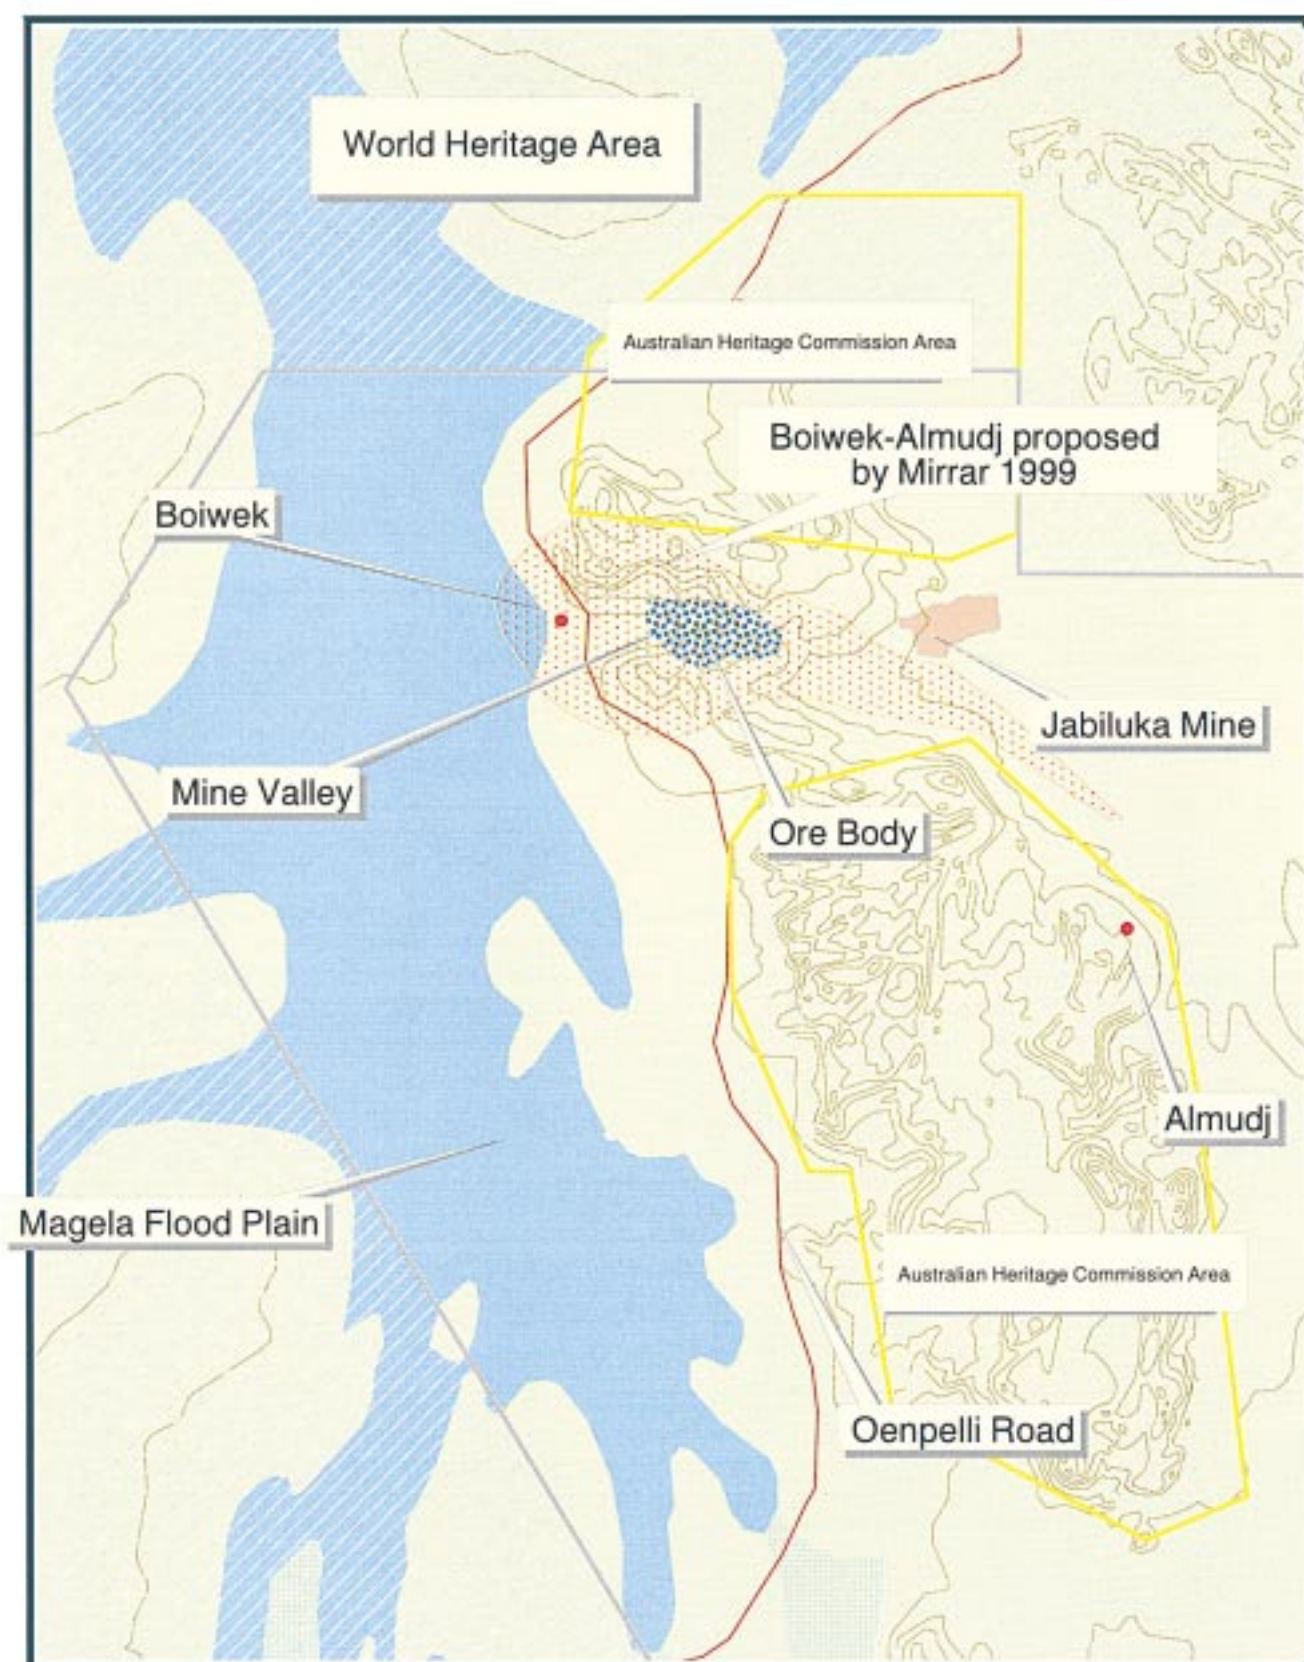 World Heritage Area
Australian Heritage Commission Area
Boiwek-Almudj proposed
by Mirrar 1999
Boiwek
Jabiluka Mine
Mine Valley
Ore Body
Almudj
Magela Flood Plain
Australian Heritage Commission Area
Oenpelli Road